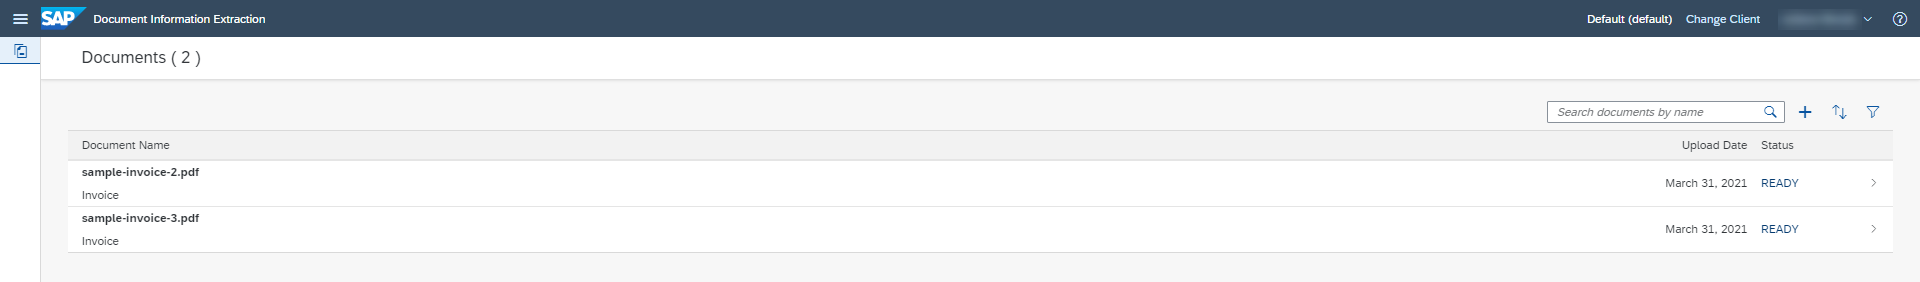 SAP Document Information Extraction Default (default) Change Client
Documents ( 2 )
Search documents by name
Document Name Upload Date Status
sample-invoice-2.pdf
Invoice
March 31, 2021 READY
sample-invoice-3.pdf
Invoice
March 31, 2021 READY